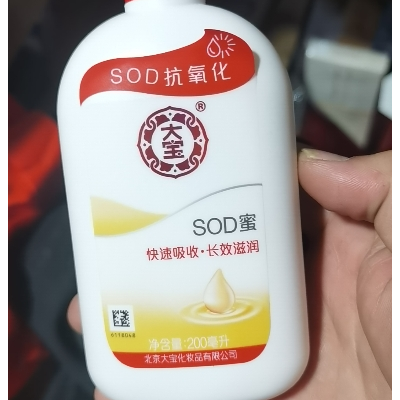 SOD抗氧化
大宝®
SOD蜜
快速吸收·长效滋润
净含量:200毫升
北京大宝化妆品有限公司